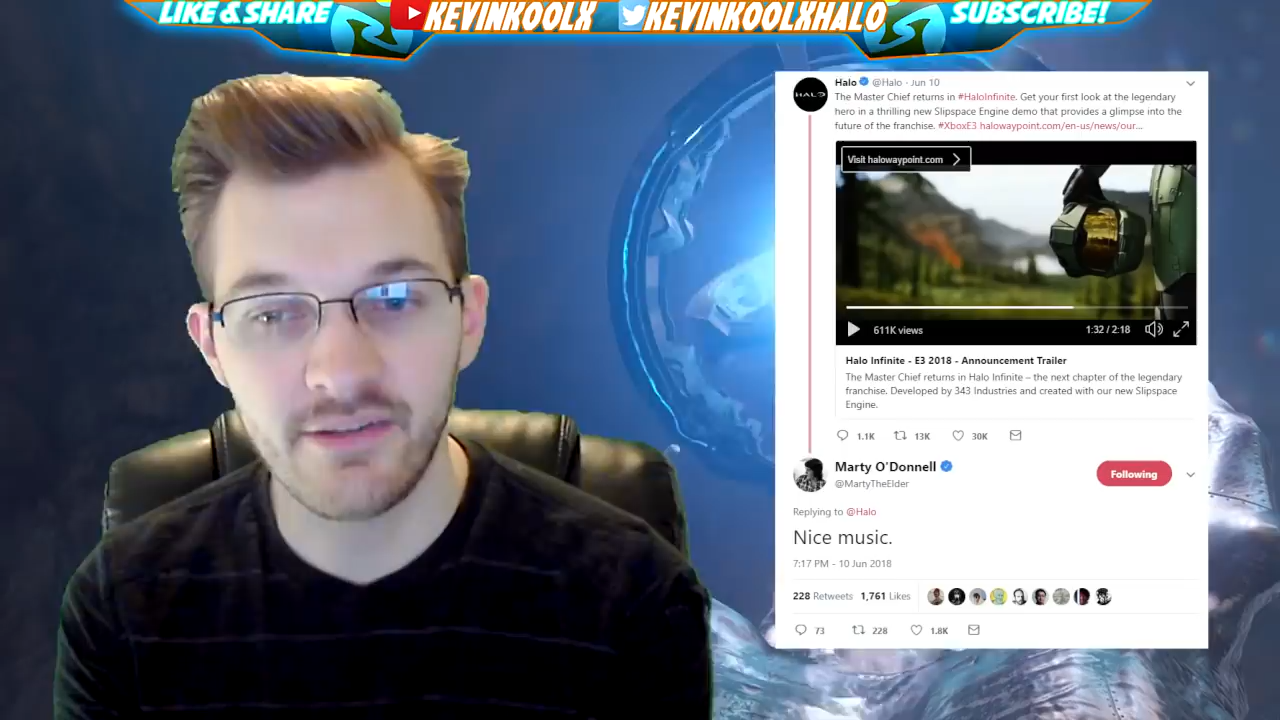 LIKE & SHARE
KEVINKOOLX
KEVINKOOLXHALO
SUBSCRIBE!
HALO
Halo @Halo · Jun 10
The Master Chief returns in #HaloInfinite. Get your first look at the legendary
hero in a thrilling new Slipspace Engine demo that provides a glimpse into the
future of the franchise. #XboxE3 halowaypoint.com/en-us/news/our...
Visit halowaypoint.com
611K views
1:32 / 2:18
Halo Infinite - E3 2018 - Announcement Trailer
The Master Chief returns in Halo Infinite – the next chapter of the legendary
franchise. Developed by 343 Industries and created with our new Slipspace
Engine.
1.1K 13K 30K
Marty O'Donnell
@MartyTheElder
Following
Replying to @Halo
Nice music.
7:17 PM - 10 Jun 2018
228 Retweets 1,761 Likes
73 228 1.8K